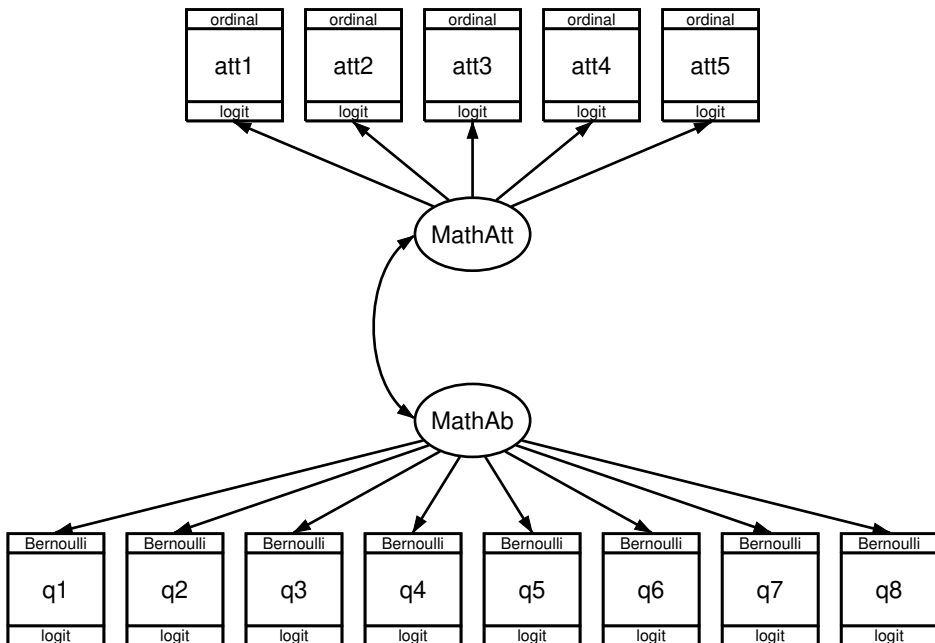 ordinal ordinal ordinal ordinal ordinal
att1 att2 att3 att4 att5
logit logit logit logit logit
MathAtt
MathAb
Bernoulli Bernoulli Bernoulli Bernoulli Bernoulli Bernoulli Bernoulli Bernoulli
q1 q2 q3 q4 q5 q6 q7 q8
logit logit logit logit logit logit logit logit